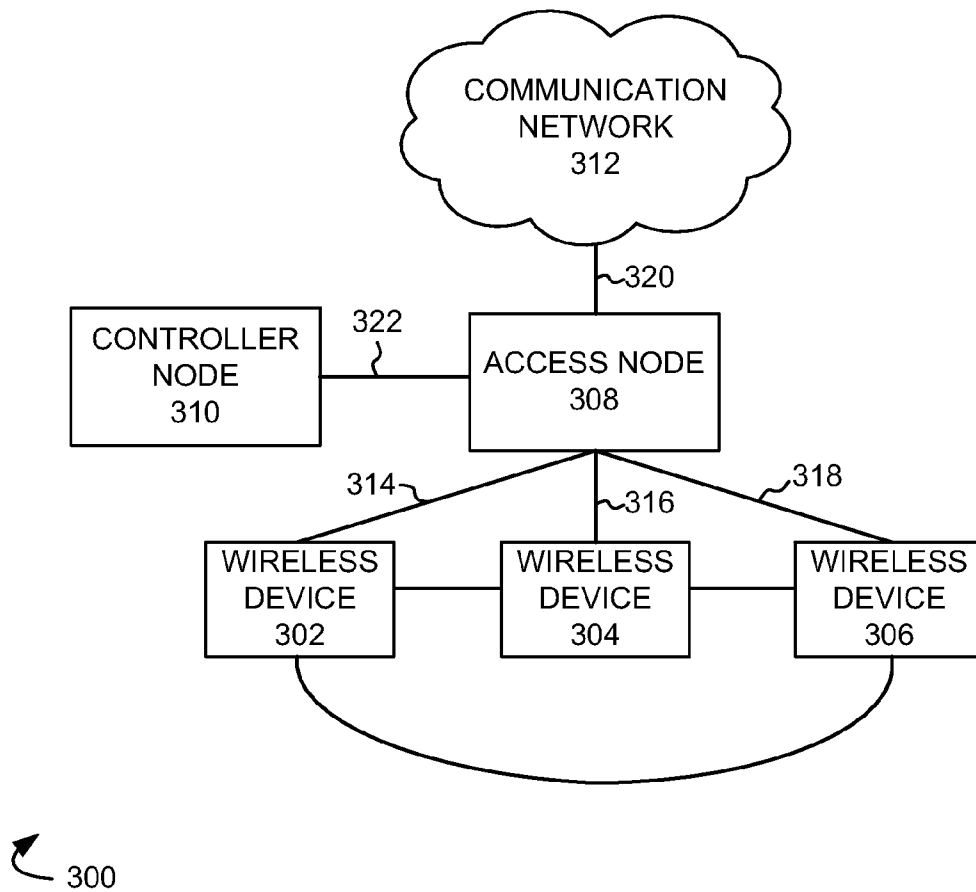 COMMUNICATION
NETWORK
312
320
CONTROLLER
NODE
310
322
ACCESS NODE
308
314
316
318
WIRELESS
DEVICE
302
WIRELESS
DEVICE
304
WIRELESS
DEVICE
306
300